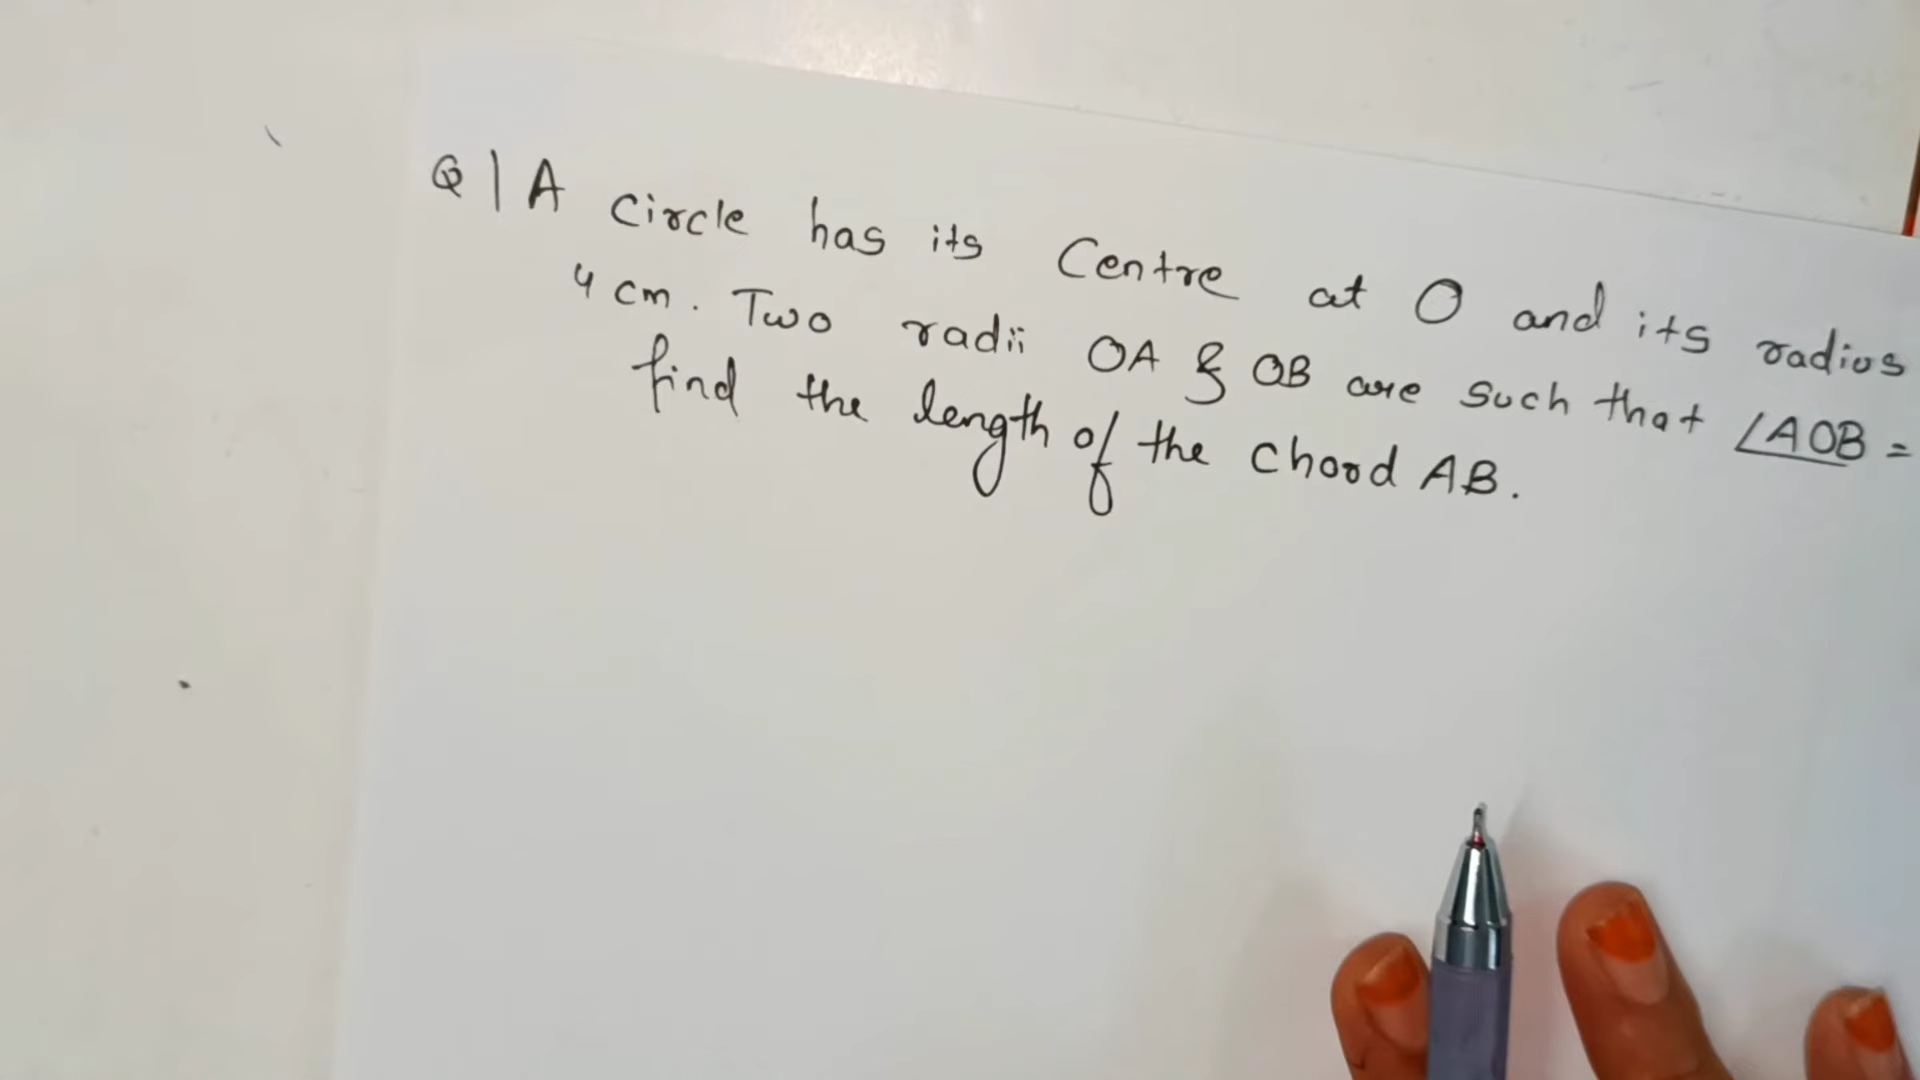 Q | A circle has its Centre at O and its radius
4 cm. Two radii OA & OB are such that ∠AOB =
find the length of the chord AB.